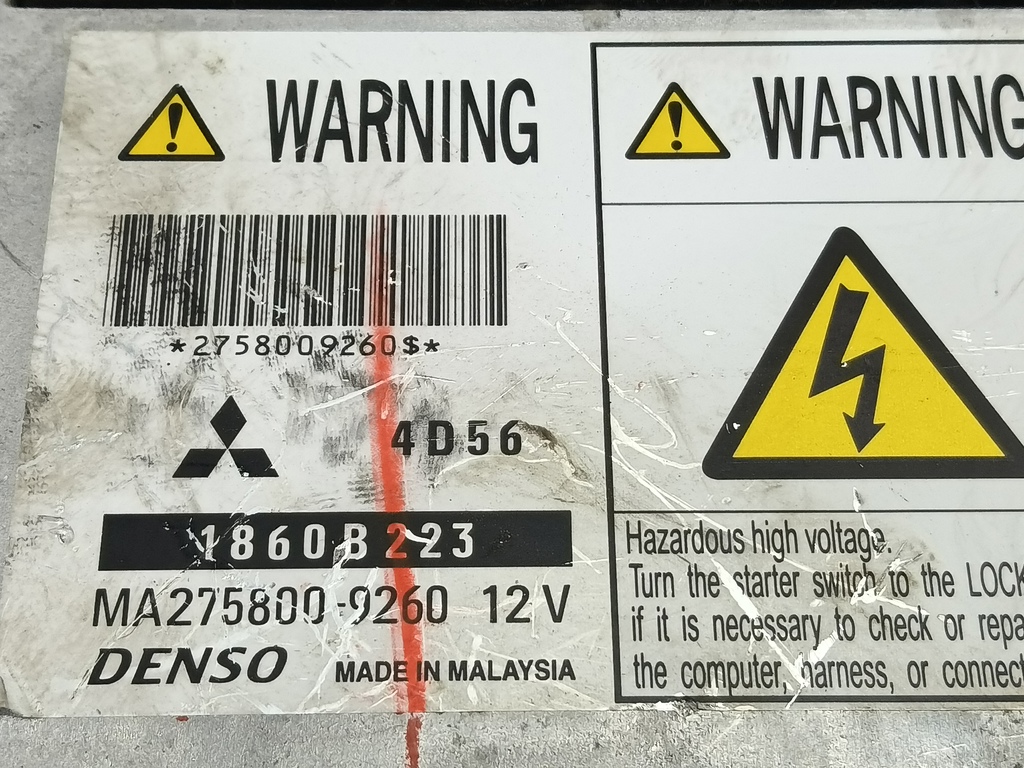 WARNING
*2758009260$*
4D56
1860B223
MA275800-9260 12V
DENSO MADE IN MALAYSIA
WARNING
Hazardous high voltage.
Turn the starter switch to the LOCK
if it is necessary to check or repa
the computer, harness, or connect